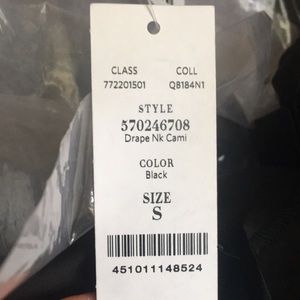 CLASS COLL
772201501 QB184N1
STYLE
570246708
Drape Nk Cami
COLOR
Black
SIZE
S
451011148524